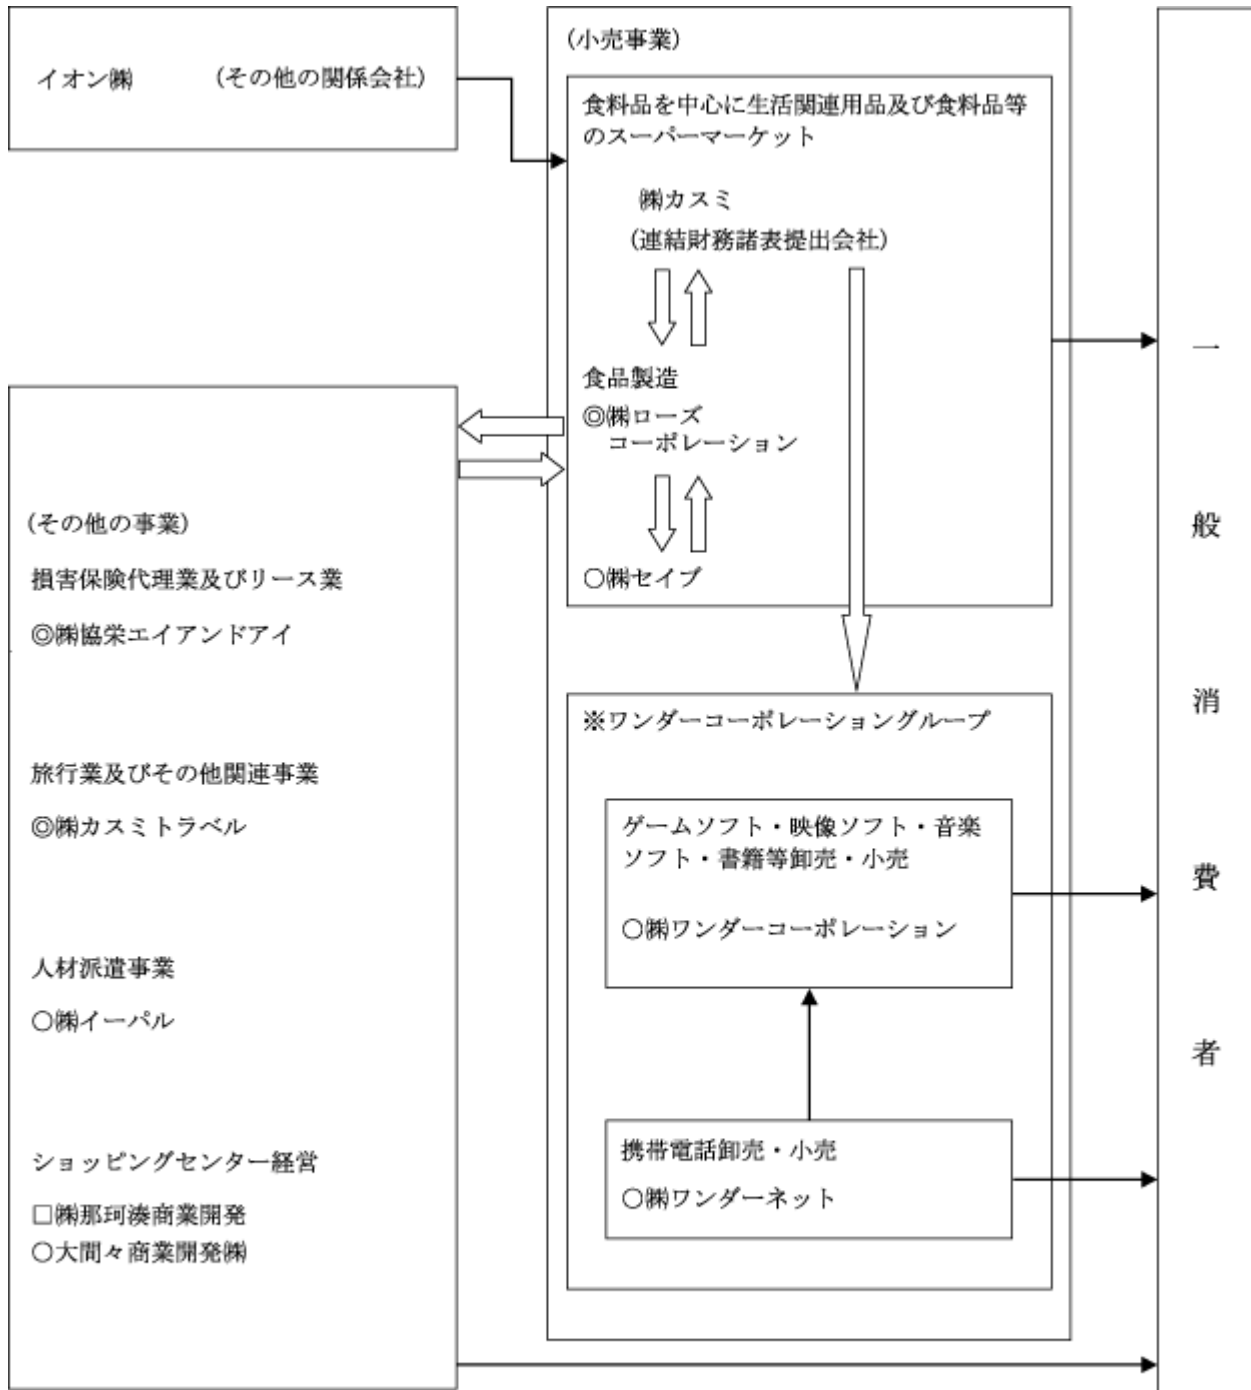 イオン㈱ (その他の関係会社)
(小売事業)
食料品を中心に生活関連用品及び食料品等
のスーパーマーケット
㈱カスミ
(連結財務諸表提出会社)
食品製造
◎㈱ローズ
コーポレーション
○㈱セイブ
※ワンダーコーポレーショングループ
ゲームソフト・映像ソフト・音楽
ソフト・書籍等卸売・小売
○㈱ワンダーコーポレーション
携帯電話卸売・小売
○㈱ワンダーネット
(その他の事業)
損害保険代理業及びリース業
◎㈱協栄エイアンドアイ
旅行業及びその他関連事業
◎㈱カスミトラベル
人材派遣事業
○㈱イーパル
ショッピングセンター経営
□㈱那珂湊商業開発
○大間々商業開発㈱
一般消費者